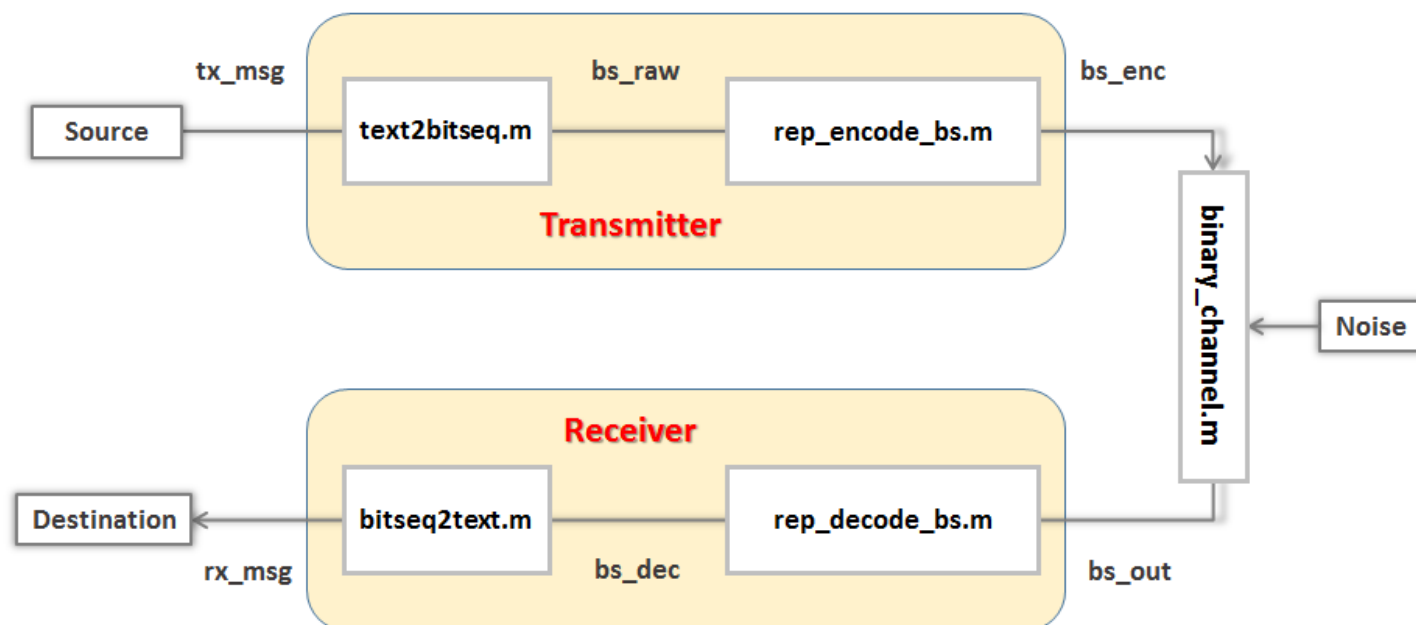 tx_msg
bs_raw
bs_enc
Source
text2bitseq.m
rep_encode_bs.m
Transmitter
binary_channel.m
Noise
Receiver
Destination
bitseq2text.m
rep_decode_bs.m
rx_msg
bs_dec
bs_out